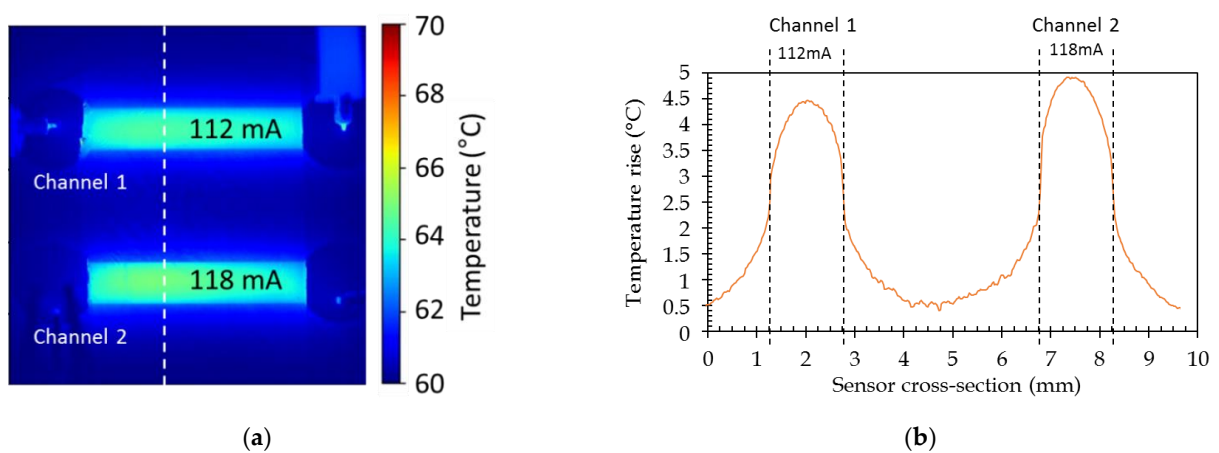 70
68
66
64
62
60
Temperature (°C)
112 mA
Channel 1
118 mA
Channel 2
(a)
Channel 1
112mA
Channel 2
118mA
5
4.5
4
3.5
3
2.5
2
1.5
1
0.5
0
Temperature rise (°C)
0 1 2 3 4 5 6 7 8 9 10
Sensor cross-section (mm)
(b)